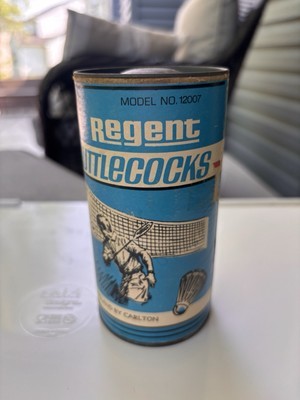 MODEL NO. 12007
Regent
TTLECOCKS
BY CARLTON